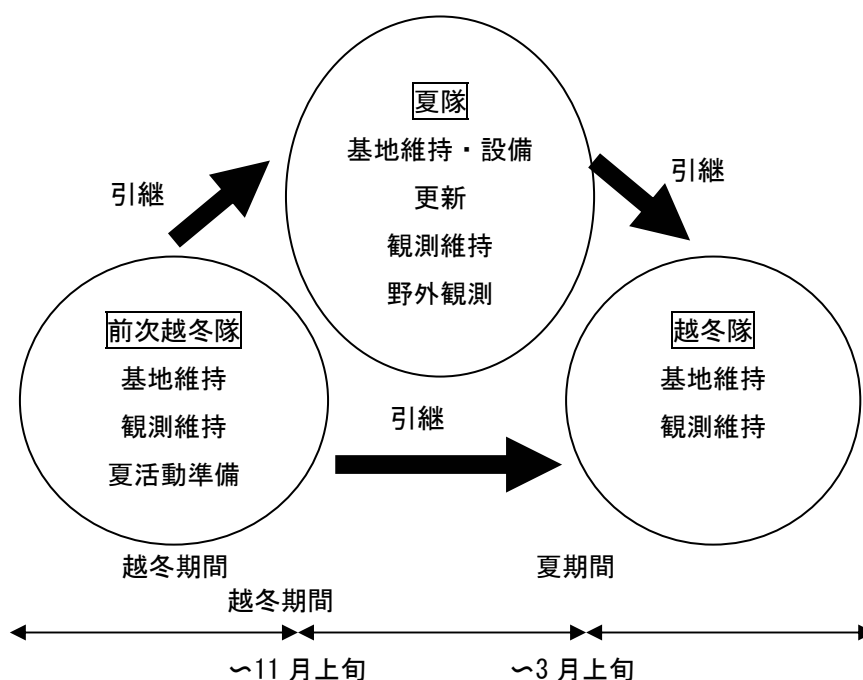 夏隊
基地維持・設備
更新
観測維持
野外観測
引継
引継
前次越冬隊
基地維持
観測維持
夏活動準備
引継
越冬隊
基地維持
観測維持
越冬期間
夏期間
越冬期間
～11月上旬
～3月上旬